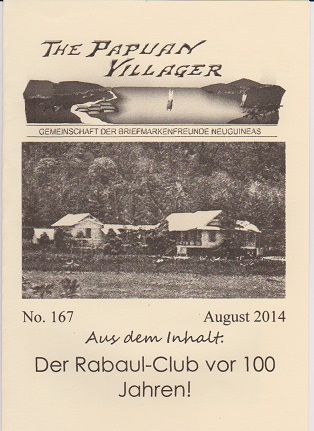 THE PAPUAN
VILLAGER
GEMEINSCHAFT DER BRIEFMARKENFREUNDE NEUGUINEAS
No. 167 August 2014
Aus dem Inhalt:
Der Rabaul-Club vor 100
Jahren!